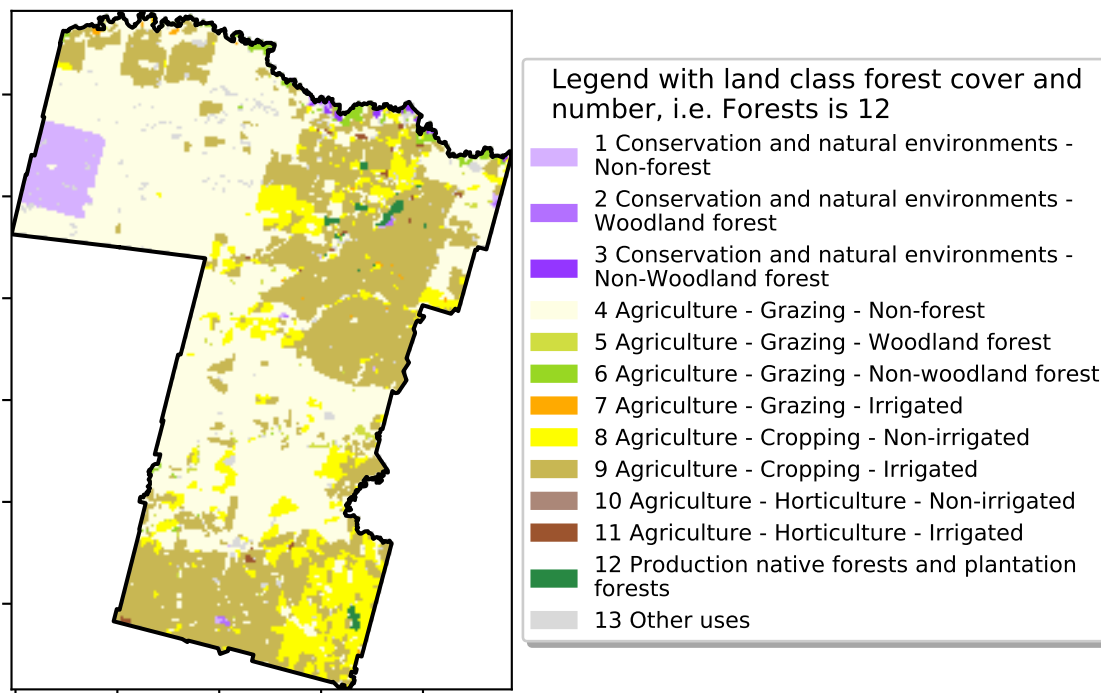 Legend with land class forest cover and
number, i.e. Forests is 12
1 Conservation and natural environments -
Non-forest
2 Conservation and natural environments -
Woodland forest
3 Conservation and natural environments -
Non-Woodland forest
4 Agriculture - Grazing - Non-forest
5 Agriculture - Grazing - Woodland forest
6 Agriculture - Grazing - Non-woodland forest
7 Agriculture - Grazing - Irrigated
8 Agriculture - Cropping - Non-irrigated
9 Agriculture - Cropping - Irrigated
10 Agriculture - Horticulture - Non-irrigated
11 Agriculture - Horticulture - Irrigated
12 Production native forests and plantation
forests
13 Other uses